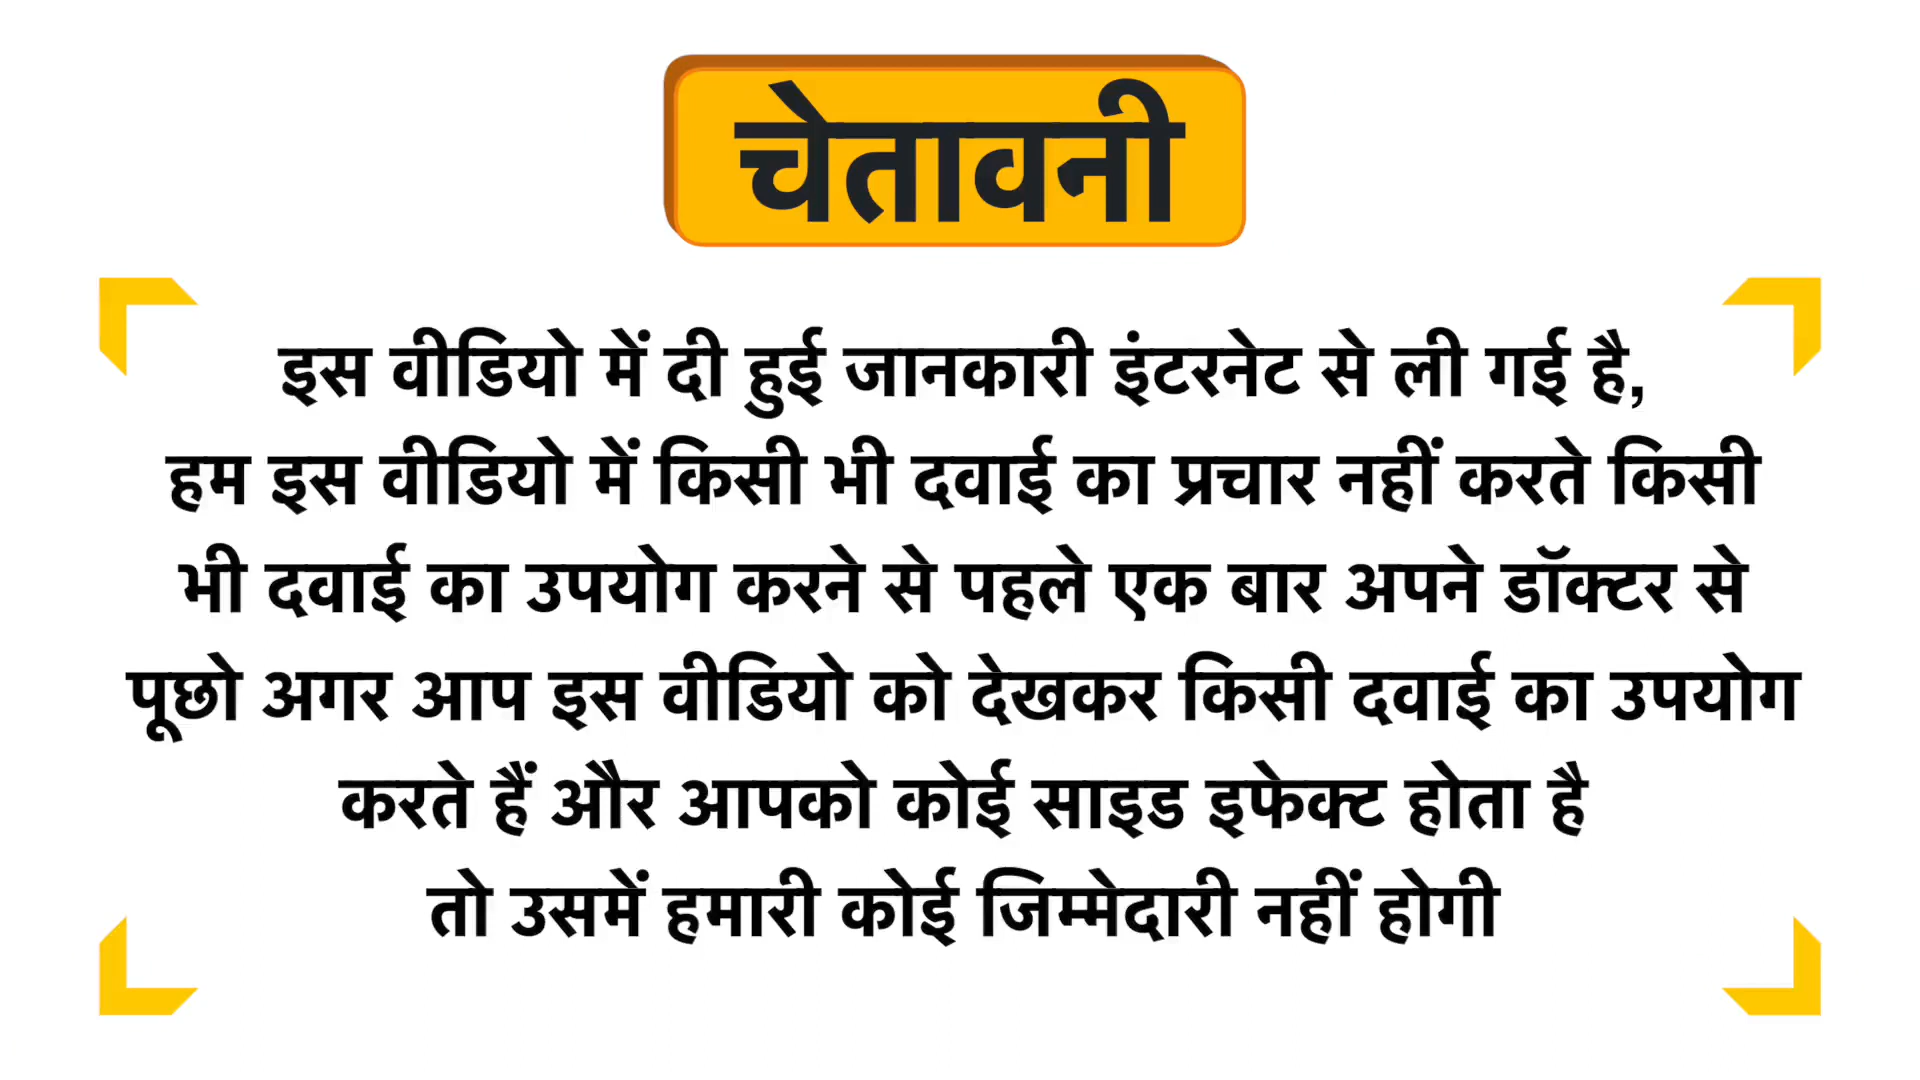 चेतावनी
इस वीडियो में दी हुई जानकारी इंटरनेट से ली गई है,
हम इस वीडियो में किसी भी दवाई का प्रचार नहीं करते किसी
भी दवाई का उपयोग करने से पहले एक बार अपने डॉक्टर से
पूछो अगर आप इस वीडियो को देखकर किसी दवाई का उपयोग
करते हैं और आपको कोई साइड इफेक्ट होता है
तो उसमें हमारी कोई जिम्मेदारी नहीं होगी